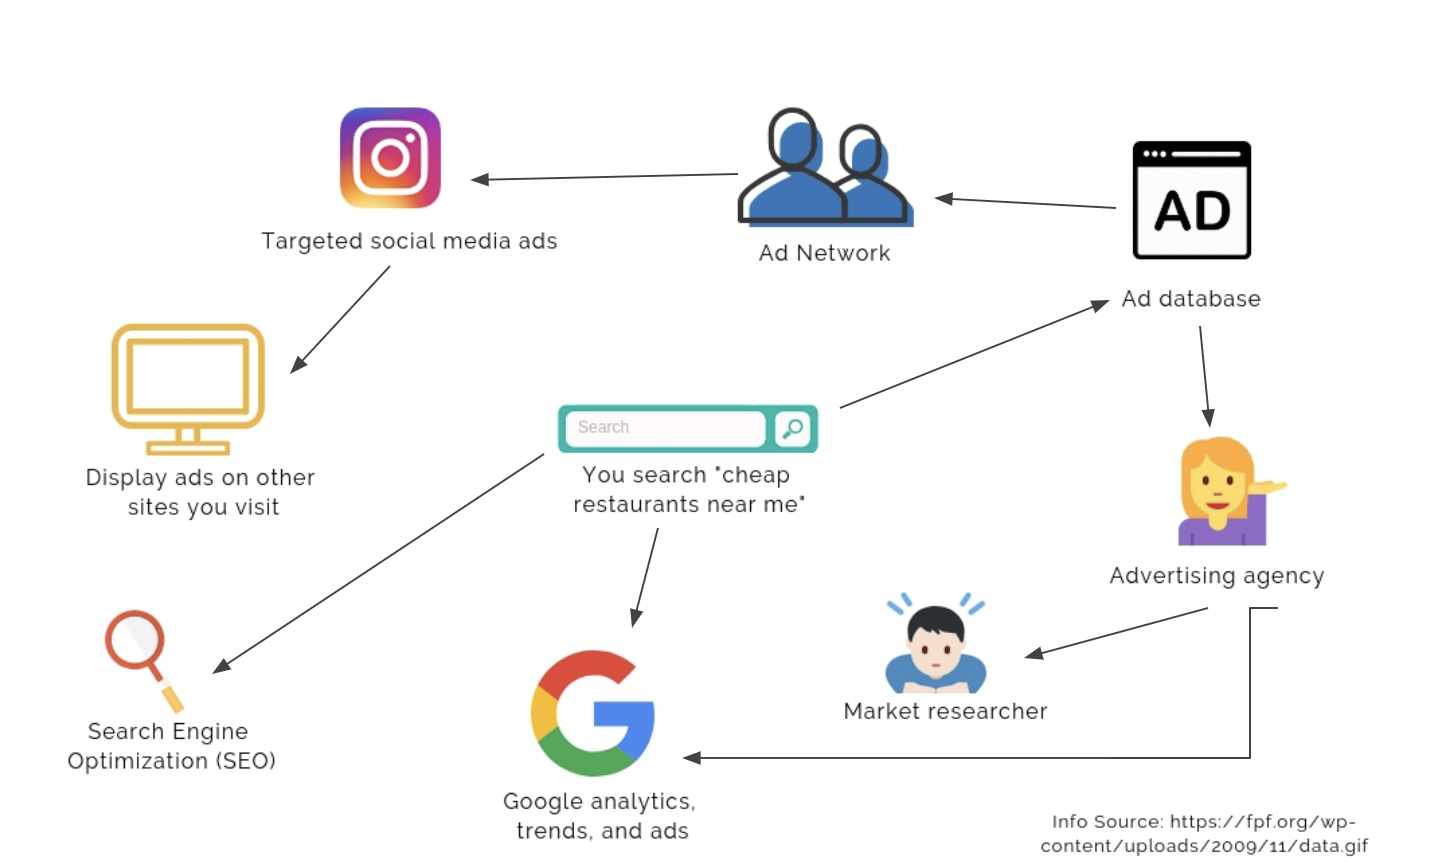 Targeted social media ads
Ad Network
AD
Ad database
Display ads on other
sites you visit
Search
You search "cheap
restaurants near me"
Advertising agency
Market researcher
Search Engine
Optimization (SEO)
Google analytics,
trends, and ads
Info Source: https://fpf.org/wp-
content/uploads/2009/11/data.gif